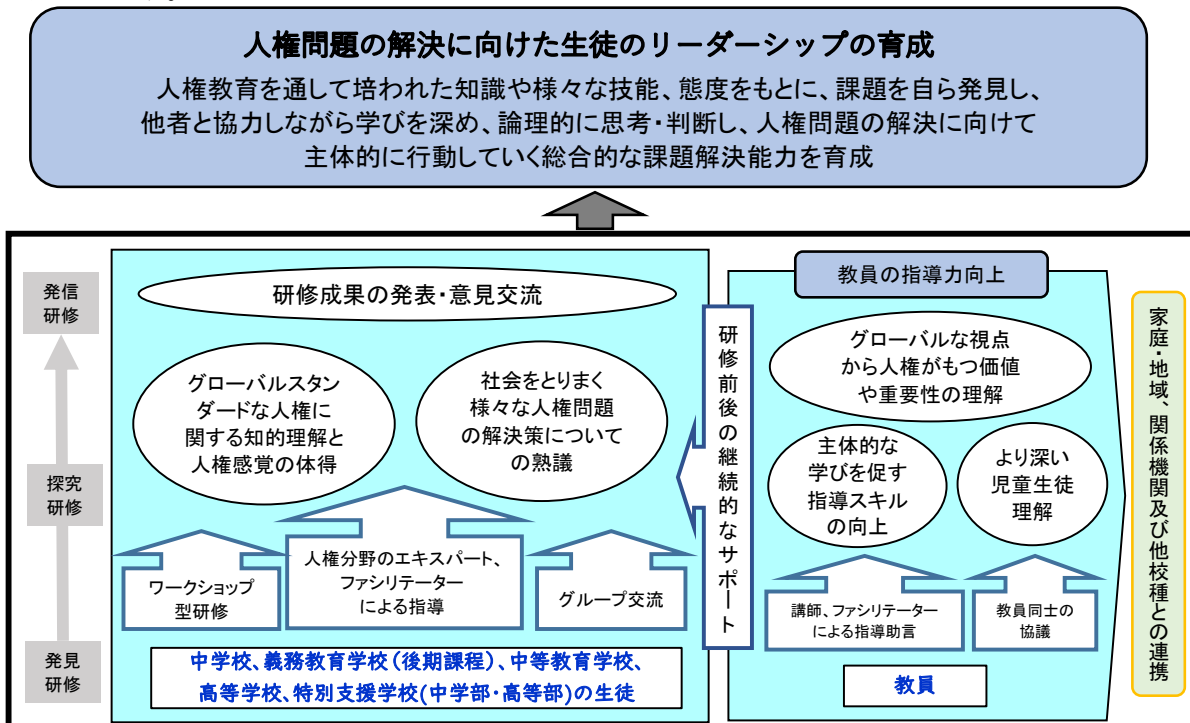 人権問題の解決に向けた生徒のリーダーシップの育成
人権教育を通して培われた知識や様々な技能、態度をもとに、課題を自ら発見し、
他者と協力しながら学びを深め、論理的に思考・判断し、人権問題の解決に向けて
主体的に行動していく総合的な課題解決能力を育成
発信
研修
探究
研修
発見
研修
研修成果の発表・意見交流
グローバルスタン
ダードな人権に
関する知的理解と
人権感覚の体得
社会をとりまく
様々な人権問題
の解決策について
の熟議
ワークショップ
型研修
人権分野のエキスパート、
ファシリテーター
による指導
グループ交流
中学校、義務教育学校(後期課程)、中等教育学校、
高等学校、特別支援学校(中学部・高等部)の生徒
研修前後の継続的なサポート
教員の指導力向上
グローバルな視点
から人権がもつ価値
や重要性の理解
主体的な
学びを促す
指導スキル
の向上
より深い
児童生徒
理解
講師、ファシリテーター
による指導助言
教員同士の
協議
教員
家庭・地域、関係機関及び他校種との連携